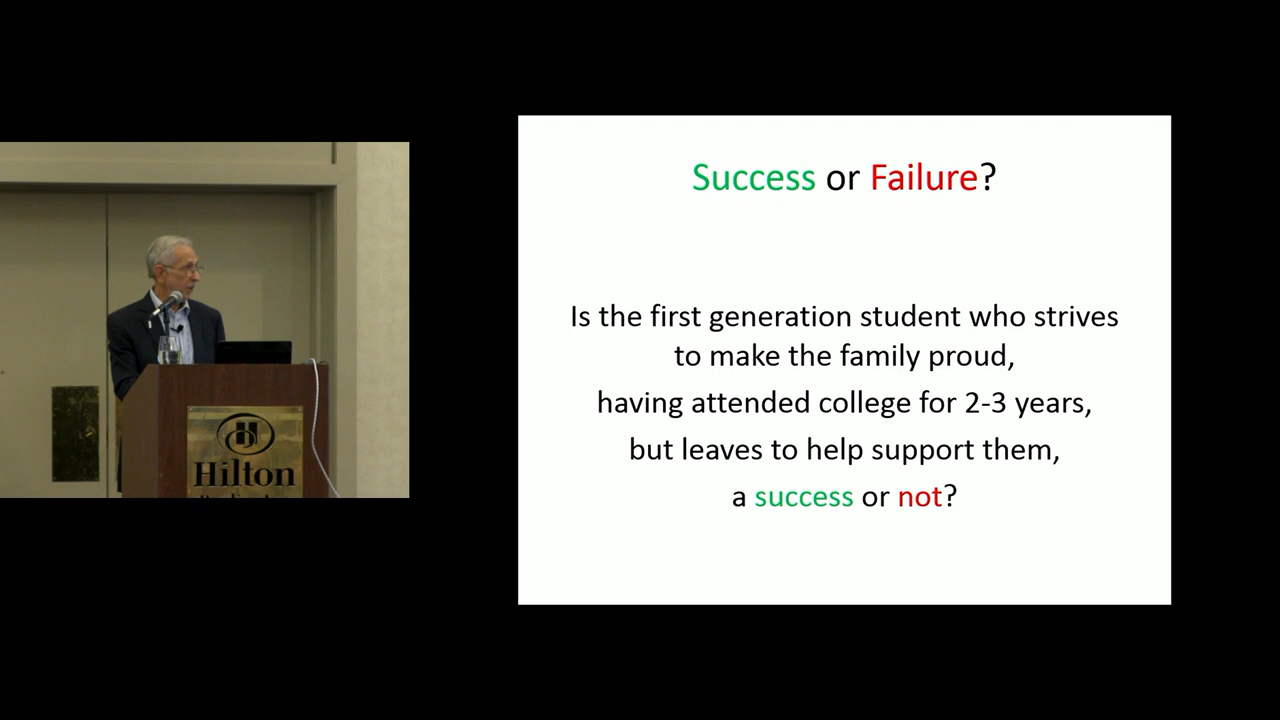 Success or Failure?
Is the first generation student who strives
to make the family proud,
having attended college for 2-3 years,
but leaves to help support them,
a success or not?
Hilton